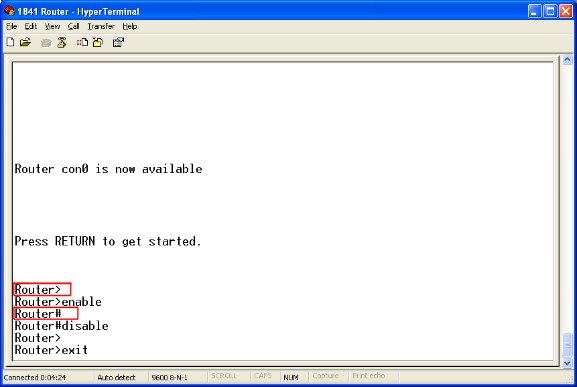 1841 Router - HyperTerminal
File Edit View Call Transfer Help
Router con0 is now available
Press RETURN to get started.
Router>
Router>enable
Router#
Router#disable
Router>
Router>exit
Connected 0:04:24 Auto detect 9600 8-N-1 SCROLL CAPS NUM Capture Print echo